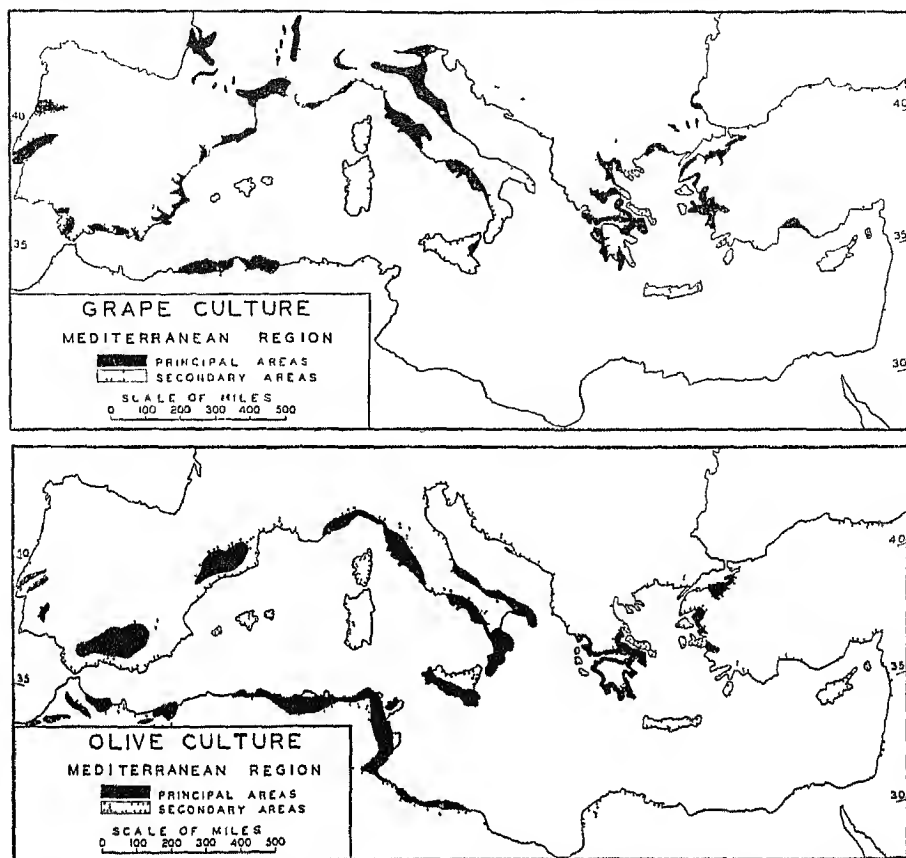 40
40
35
35
30
GRAPE CULTURE
MEDITERRANEAN REGION
PRINCIPAL AREAS
SECONDARY AREAS
SCALE OF MILES
0 100 200 300 400 500
40
40
35
35
30
OLIVE CULTURE
MEDITERRANEAN REGION
PRINCIPAL AREAS
SECONDARY AREAS
SCALE OF MILES
0 100 200 300 400 500